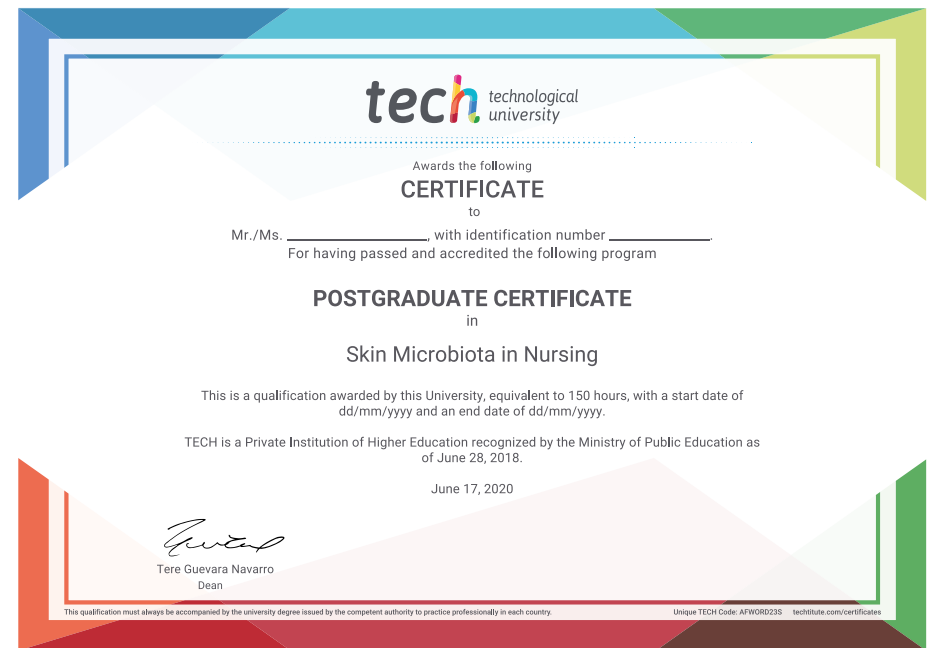 tech technological
university
Awards the following
CERTIFICATE
to
Mr./Ms. ____________________, with identification number ______________.
For having passed and accredited the following program
POSTGRADUATE CERTIFICATE
in
Skin Microbiota in Nursing
This is a qualification awarded by this University, equivalent to 150 hours, with a start date of
dd/mm/yyyy and an end date of dd/mm/yyyy.
TECH is a Private Institution of Higher Education recognized by the Ministry of Public Education as
of June 28, 2018.
June 17, 2020
Tere Guevara Navarro
Dean
This qualification must always be accompanied by the university degree issued by the competent authority to practice professionally in each country.
Unique TECH Code: AFWORD23S techtitute.com/certificates